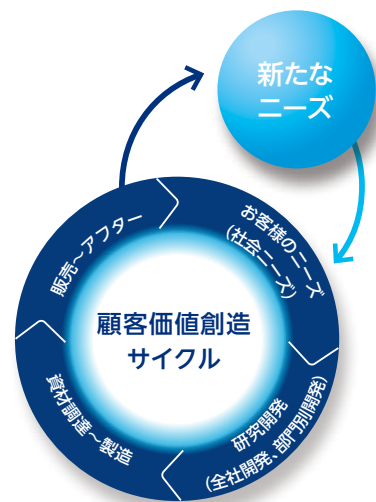 新たな
ニーズ
お客様のニーズ
(社会ニーズ)
研究開発
(全社開発、部門別開発)
資材調達～製造
販売～アフター
顧客価値創造
サイクル